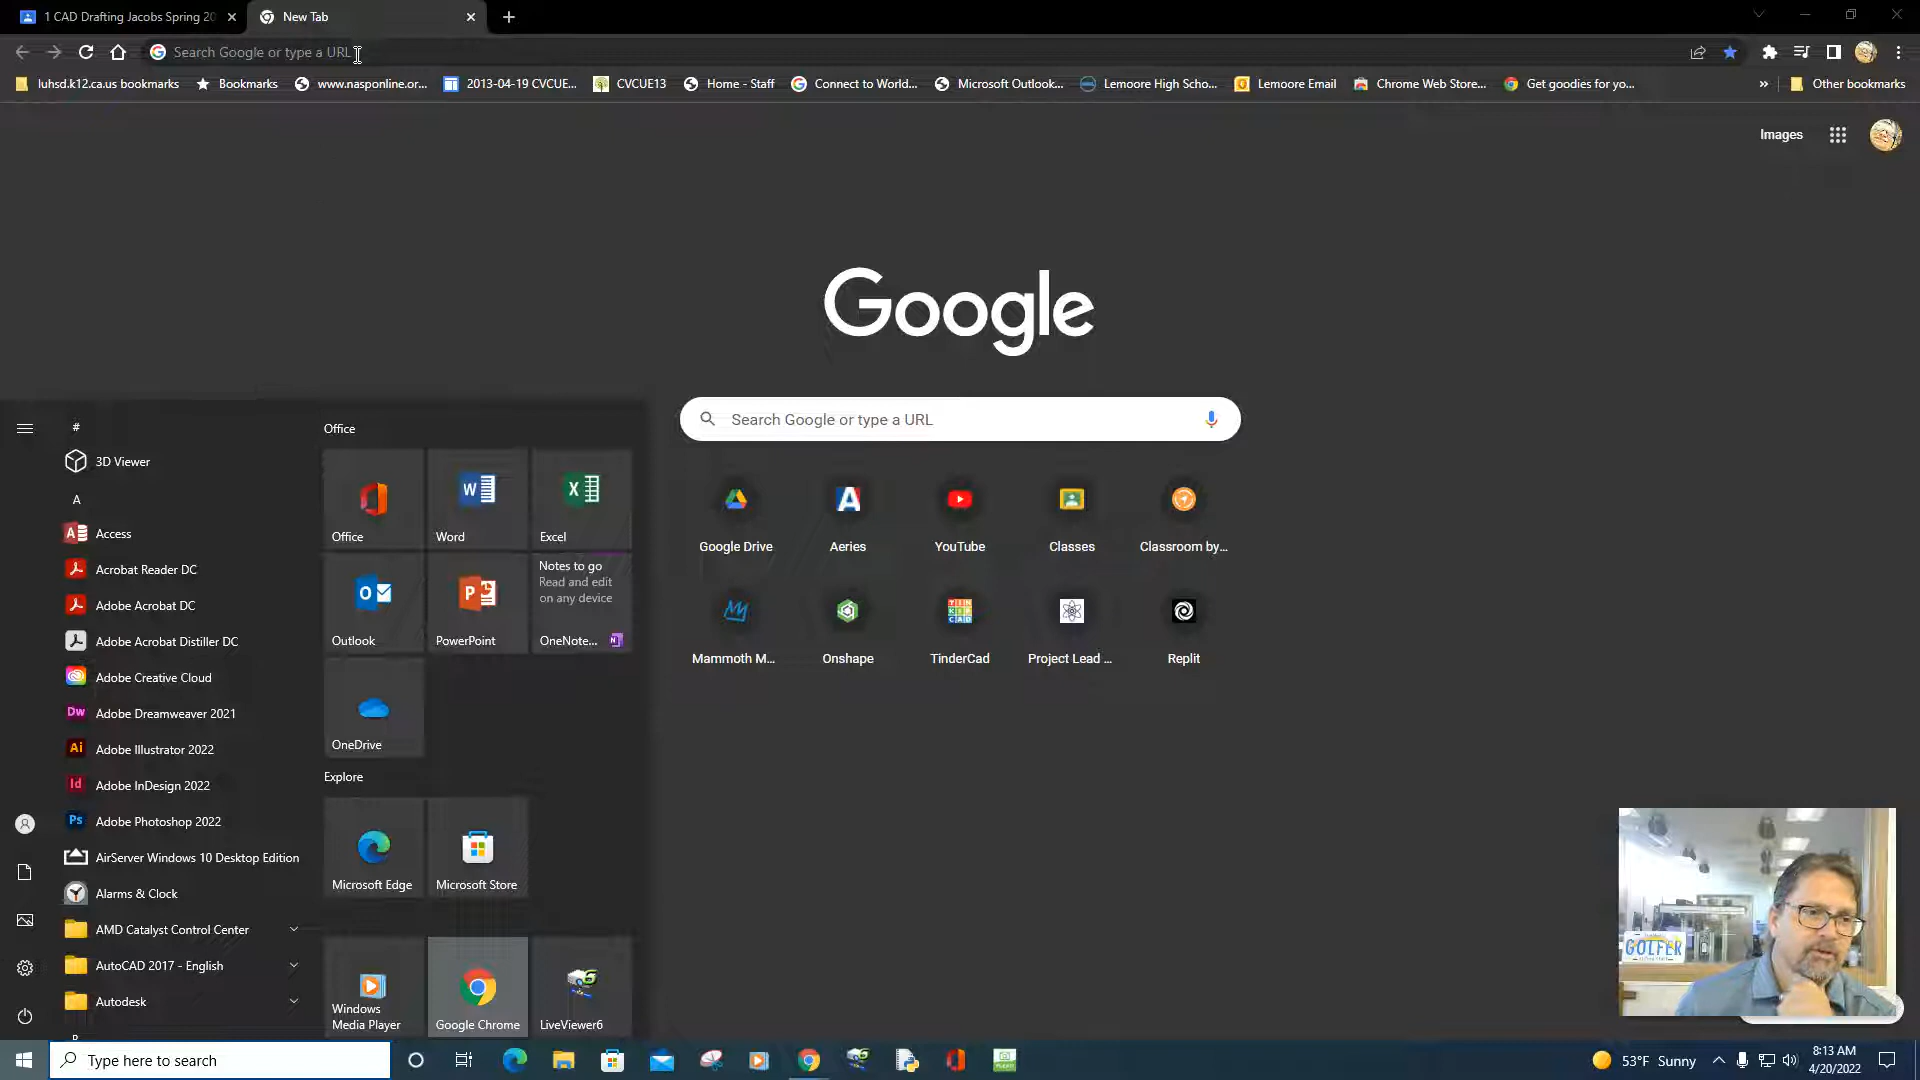 1 CAD Drafting Jacobs Spring 20
New Tab
Search Google or type a URL
luhsd.k12.ca.us bookmarks
Bookmarks
www.nasponline.or...
2013-04-19 CVCUE...
CVCUE13
Home - Staff
Connect to World...
Microsoft Outlook...
Lemoore High Scho...
Lemoore Email
Chrome Web Store...
Get goodies for yo...
»
Other bookmarks
Images
Google
Search Google or type a URL
Google Drive
Aeries
YouTube
Classes
Classroom by...
Mammoth M...
Onshape
TinderCad
Project Lead ...
Replit
#
3D Viewer
A
Access
Acrobat Reader DC
Adobe Acrobat DC
Adobe Acrobat Distiller DC
Adobe Creative Cloud
Adobe Dreamweaver 2021
Adobe Illustrator 2022
Adobe InDesign 2022
Adobe Photoshop 2022
AirServer Windows 10 Desktop Edition
Alarms & Clock
AMD Catalyst Control Center
AutoCAD 2017 - English
Autodesk
Office
Office
Word
Excel
Outlook
PowerPoint
Notes to go
Read and edit
on any device
OneNote...
OneDrive
Explore
Microsoft Edge
Microsoft Store
Windows
Media Player
Google Chrome
LiveViewer6
GOLFER
Type here to search
53°F Sunny
8:13 AM
4/20/2022